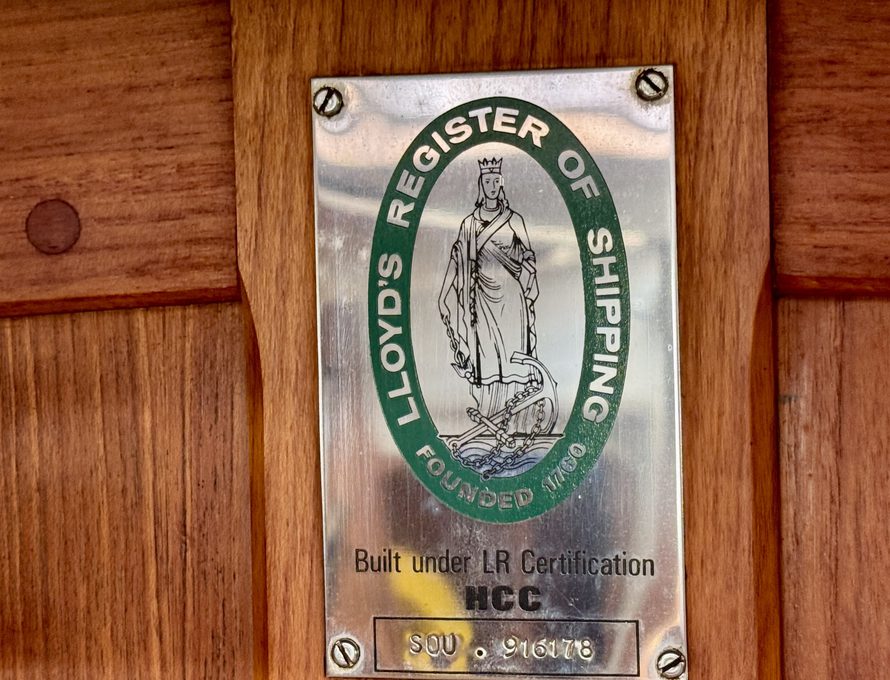 LLOYD'S REGISTER OF SHIPPING
FOUNDED 1760
Built under LR Certification
HCC
SOU . 916178